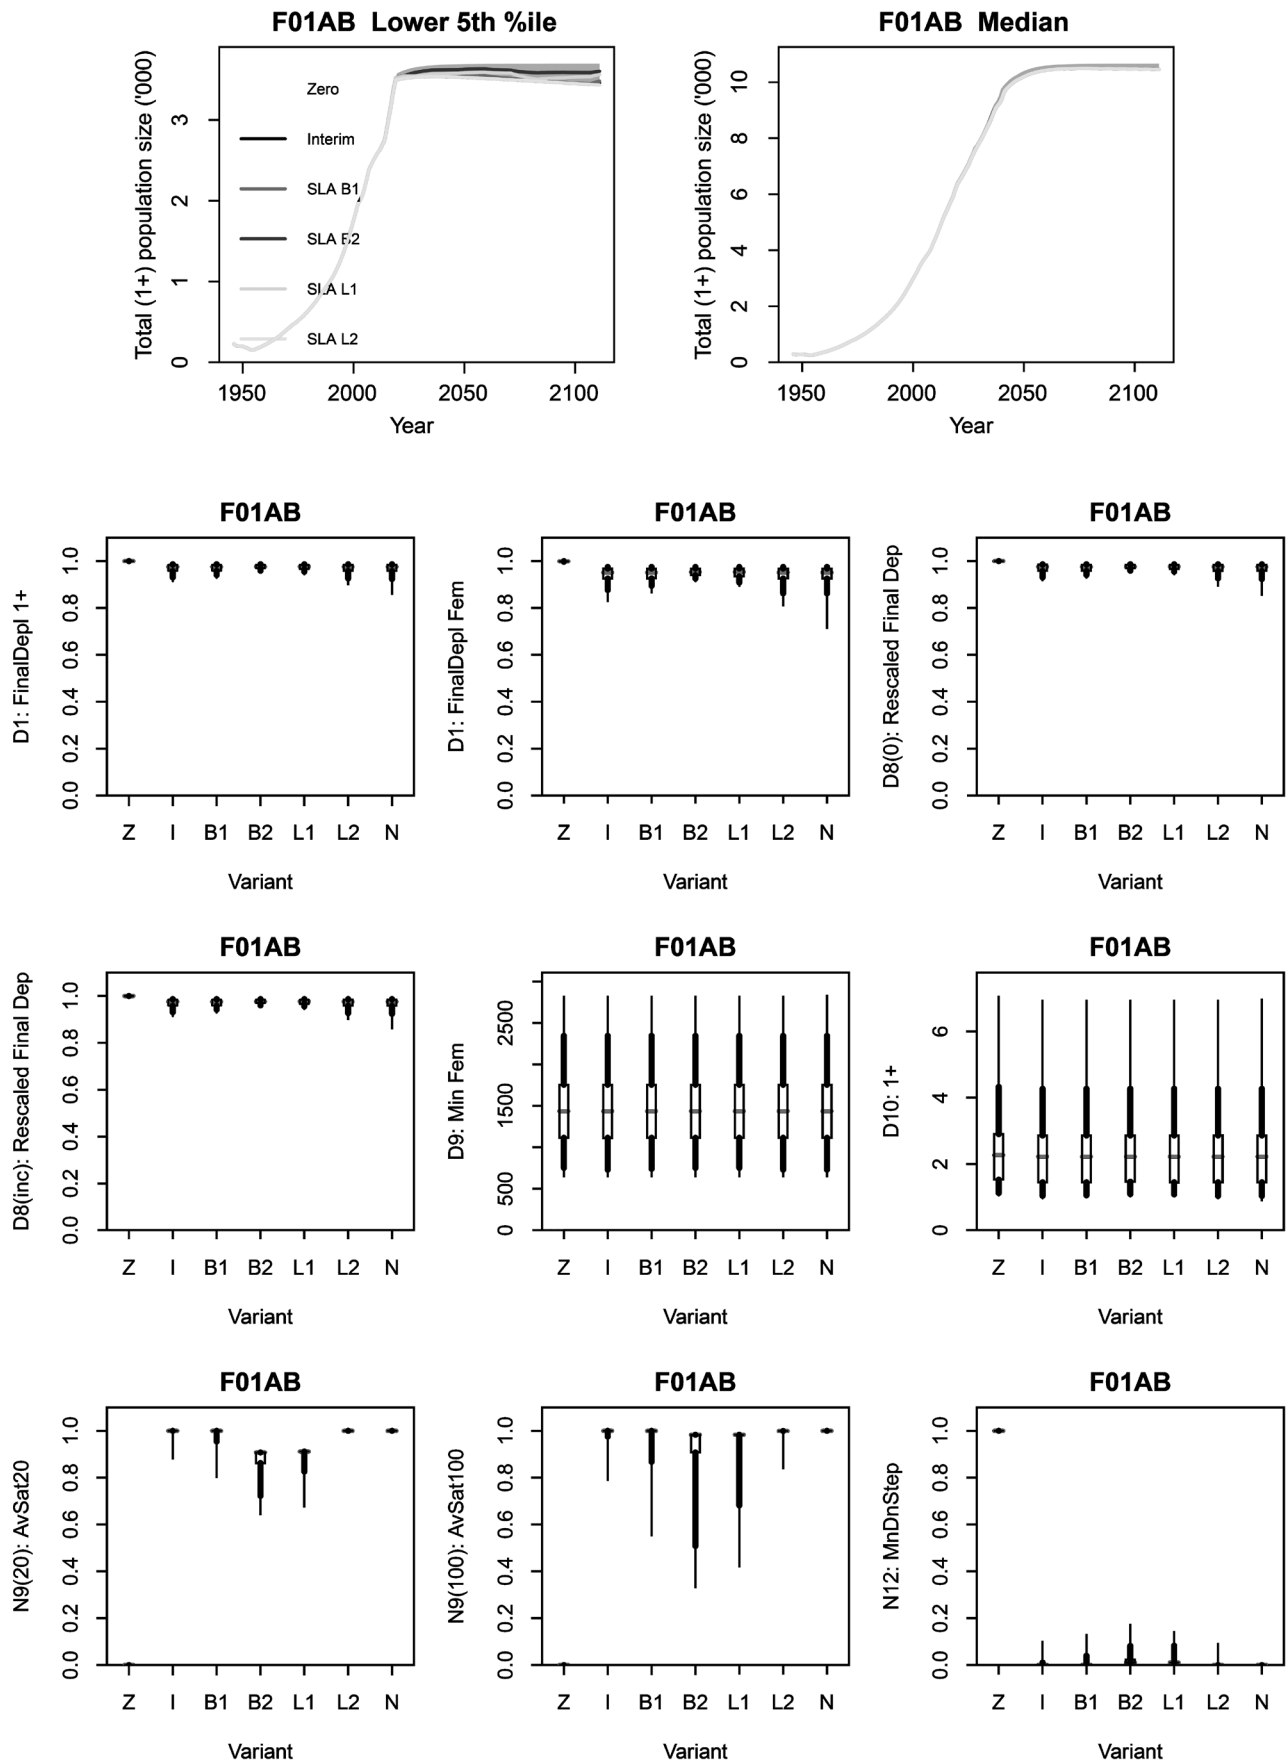 F01AB Lower 5th %ile
Total (1+) population size ('000)
0 1 2 3
Zero
Interim
SLA B1
SLA B2
SLA L1
SLA L2
1950 2000 2050 2100
Year
F01AB Median
Total (1+) population size ('000)
0 2 4 6 8 10
1950 2000 2050 2100
Year
F01AB
D1: FinalDepl 1+
0.0 0.2 0.4 0.6 0.8 1.0
Z I B1 B2 L1 L2 N
Variant
F01AB
D1: FinalDepl Fem
0.0 0.2 0.4 0.6 0.8 1.0
Z I B1 B2 L1 L2 N
Variant
F01AB
D8(0): Rescaled Final Dep
0.0 0.2 0.4 0.6 0.8 1.0
Z I B1 B2 L1 L2 N
Variant
F01AB
D8(inc): Rescaled Final Dep
0.0 0.2 0.4 0.6 0.8 1.0
Z I B1 B2 L1 L2 N
Variant
F01AB
D9: Min Fem
0 500 1500 2500
Z I B1 B2 L1 L2 N
Variant
F01AB
D10: 1+
0 2 4 6
Z I B1 B2 L1 L2 N
Variant
F01AB
N9(20): AvSat20
0.0 0.2 0.4 0.6 0.8 1.0
Z I B1 B2 L1 L2 N
Variant
F01AB
N9(100): AvSat100
0.0 0.2 0.4 0.6 0.8 1.0
Z I B1 B2 L1 L2 N
Variant
F01AB
N12: MnDnStep
0.0 0.2 0.4 0.6 0.8 1.0
Z I B1 B2 L1 L2 N
Variant